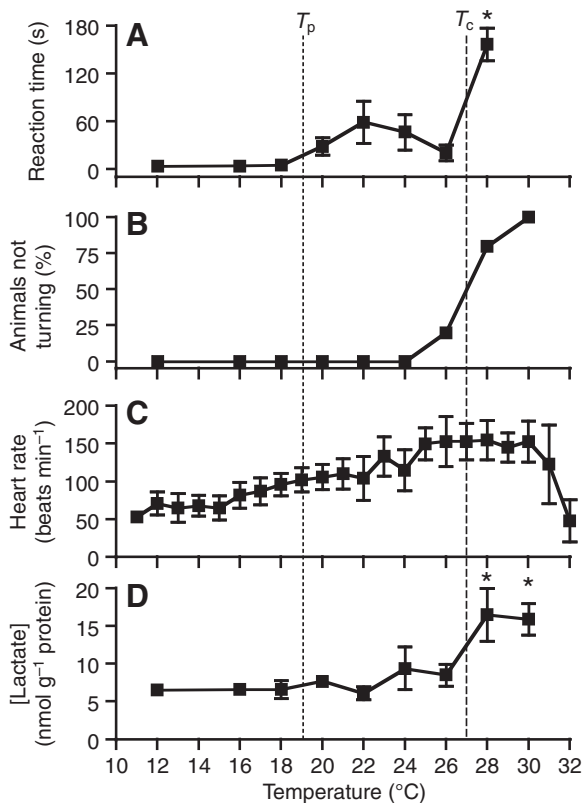 Tp Tc
A *
180
120
60
0
Reaction time (s)
B
100
75
50
25
0
Animals not
turning (%)
C
200
150
100
50
0
Heart rate
(beats min⁻¹)
D * *
20
15
10
5
0
[Lactate]
(nmol g⁻¹ protein)
10 12 14 16 18 20 22 24 26 28 30 32
Temperature (°C)